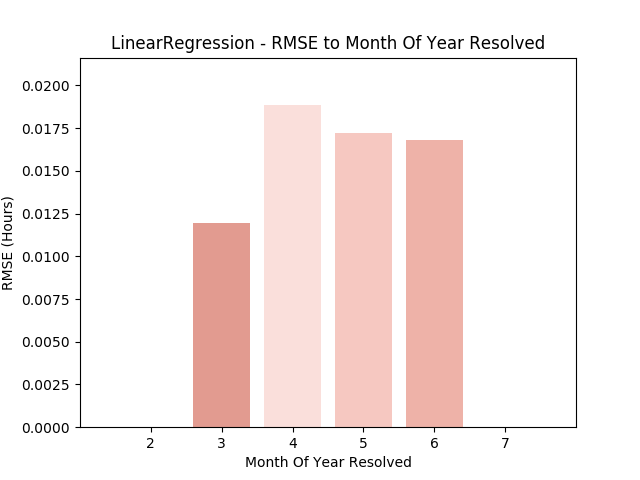 LinearRegression - RMSE to Month Of Year Resolved
0.0200
0.0175
0.0150
0.0125
0.0100
0.0075
0.0050
0.0025
0.0000
RMSE (Hours)
2 3 4 5 6 7
Month Of Year Resolved